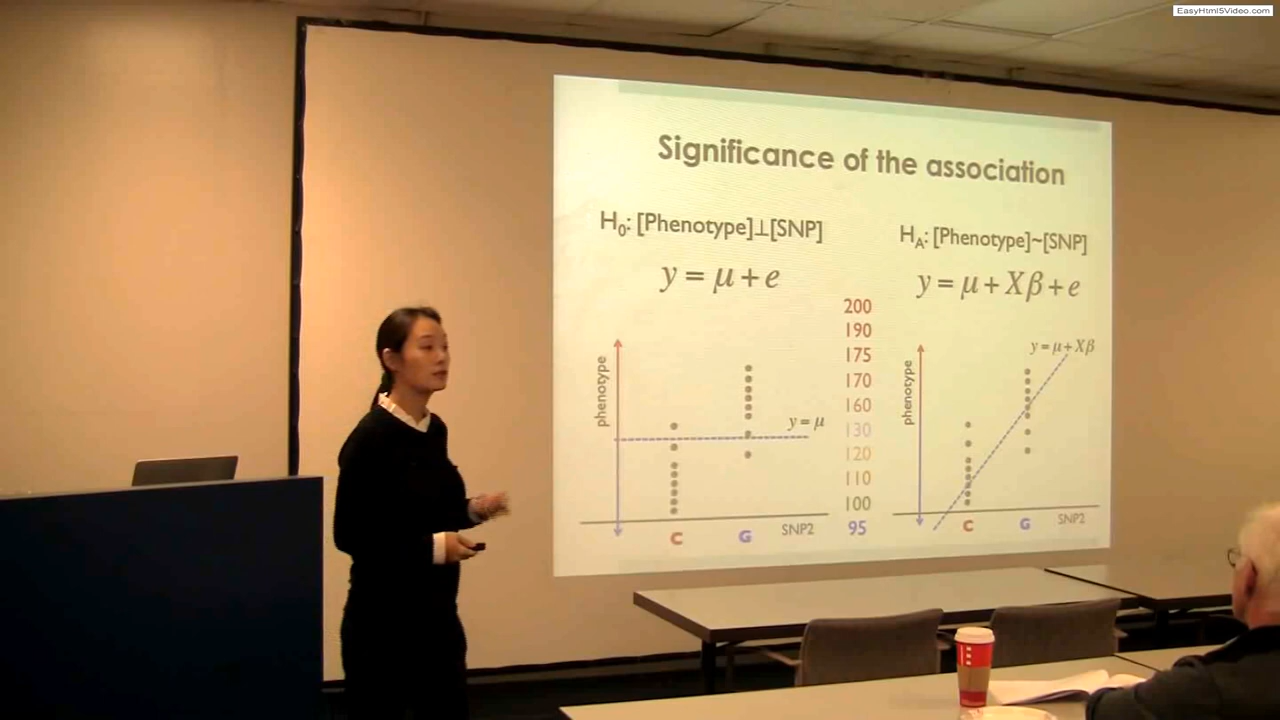 EasyHtml5Video.com
Significance of the association
H₀: [Phenotype]⊥[SNP]
y = μ + e
phenotype
y = μ
C
G
SNP2
200
190
175
170
160
130
120
110
100
95
H_A: [Phenotype]~[SNP]
y = μ + Xβ + e
phenotype
y = μ + Xβ
C
G
SNP2